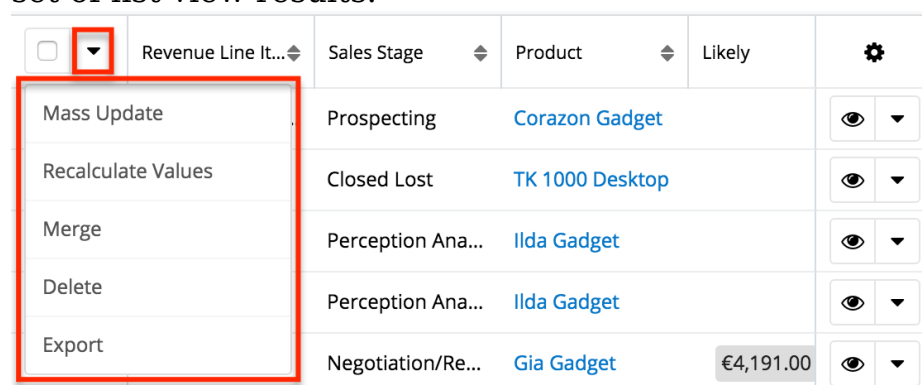 Revenue Line It...
Sales Stage
Product
Likely
Mass Update
Prospecting
Corazon Gadget
Recalculate Values
Closed Lost
TK 1000 Desktop
Merge
Perception Ana...
Ilda Gadget
Delete
Perception Ana...
Ilda Gadget
Export
Negotiation/Re...
Gia Gadget
€4,191.00